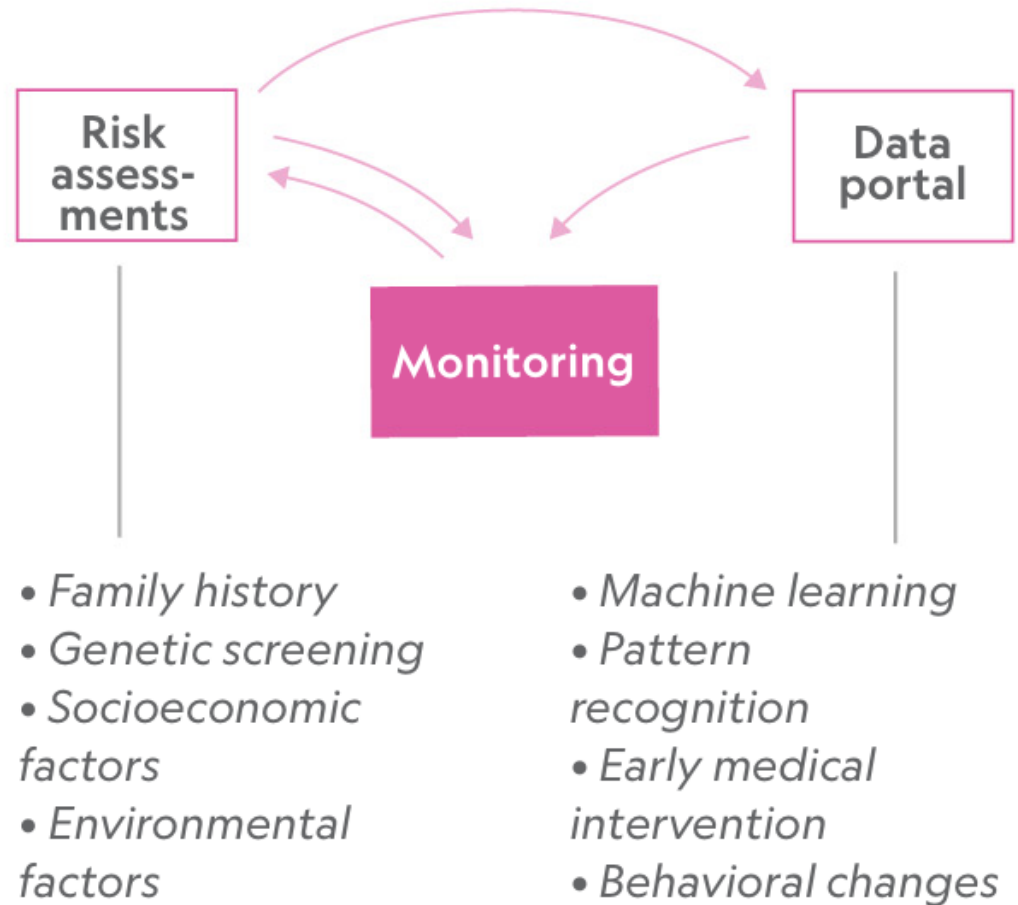 Risk
assess-
ments
Data
portal
Monitoring
• Family history
• Genetic screening
• Socioeconomic
factors
• Environmental
factors
• Machine learning
• Pattern
recognition
• Early medical
intervention
• Behavioral changes